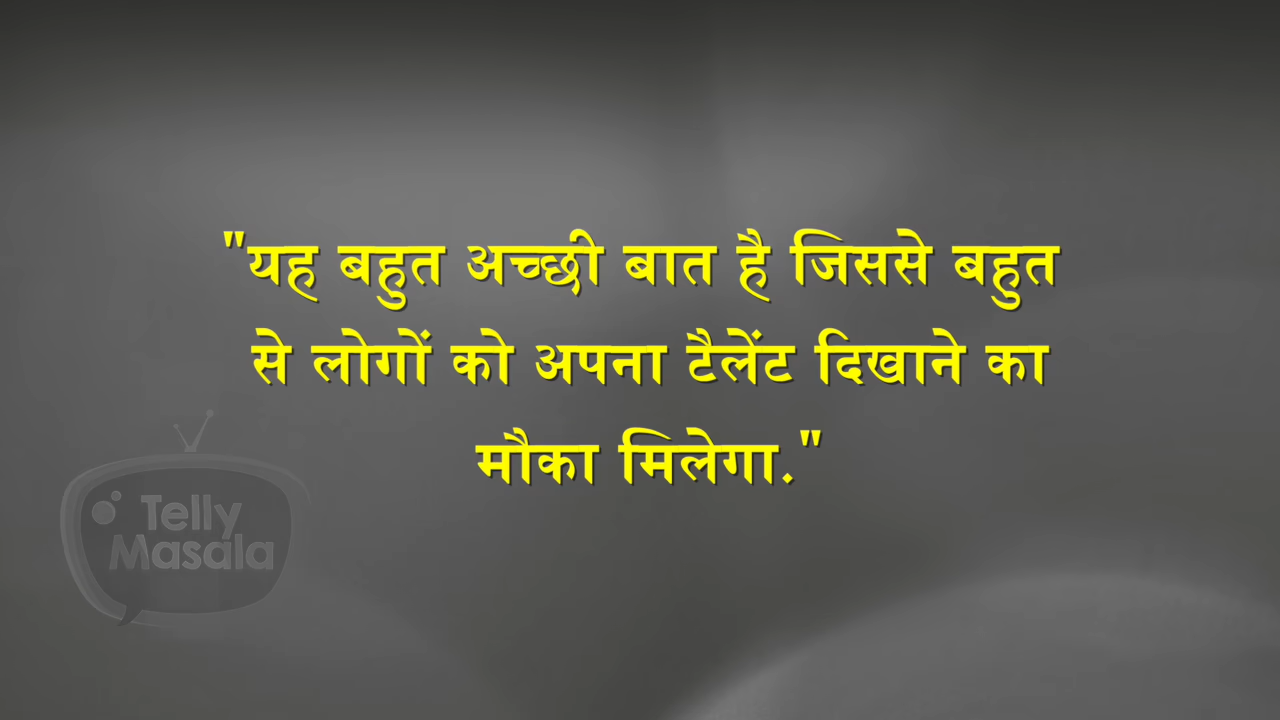 "यह बहुत अच्छी बात है जिससे बहुत
से लोगों को अपना टैलेंट दिखाने का
मौका मिलेगा."
Telly
Masala